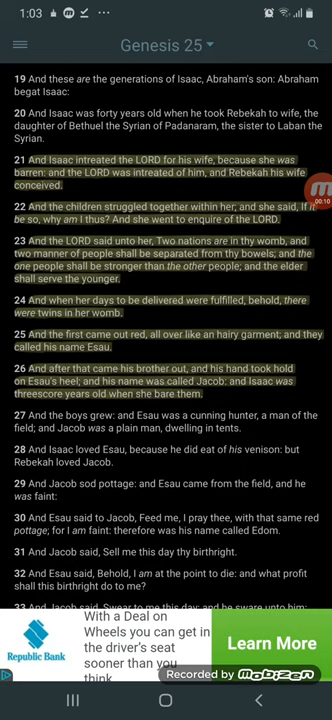 1:03
Genesis 25
19 And these are the generations of Isaac, Abraham's son: Abraham
begat Isaac:
20 And Isaac was forty years old when he took Rebekah to wife, the
daughter of Bethuel the Syrian of Padanaram, the sister to Laban the
Syrian.
21 And Isaac intreated the LORD for his wife, because she was
barren: and the LORD was intreated of him, and Rebekah his wife
conceived.
22 And the children struggled together within her; and she said, If it
be so, why am I thus? And she went to enquire of the LORD.
00:10
23 And the LORD said unto her, Two nations are in thy womb, and
two manner of people shall be separated from thy bowels; and the
one people shall be stronger than the other people; and the elder
shall serve the younger.
24 And when her days to be delivered were fulfilled, behold, there
were twins in her womb.
25 And the first came out red, all over like an hairy garment; and they
called his name Esau.
26 And after that came his brother out, and his hand took hold
on Esau's heel; and his name was called Jacob: and Isaac was
threescore years old when she bare them.
27 And the boys grew: and Esau was a cunning hunter, a man of the
field; and Jacob was a plain man, dwelling in tents.
28 And Isaac loved Esau, because he did eat of his venison: but
Rebekah loved Jacob.
29 And Jacob sod pottage: and Esau came from the field, and he
was faint:
30 And Esau said to Jacob, Feed me, I pray thee, with that same red
pottage; for I am faint: therefore was his name called Edom.
31 And Jacob said, Sell me this day thy birthright.
32 And Esau said, Behold, I am at the point to die: and what profit
shall this birthright do to me?
33 And Jacob said, Swear to me this day; and he sware unto him:
Republic Bank
With a Deal on
Wheels you can get in
the driver's seat
sooner than you
think
Learn More
Recorded by Mobizen